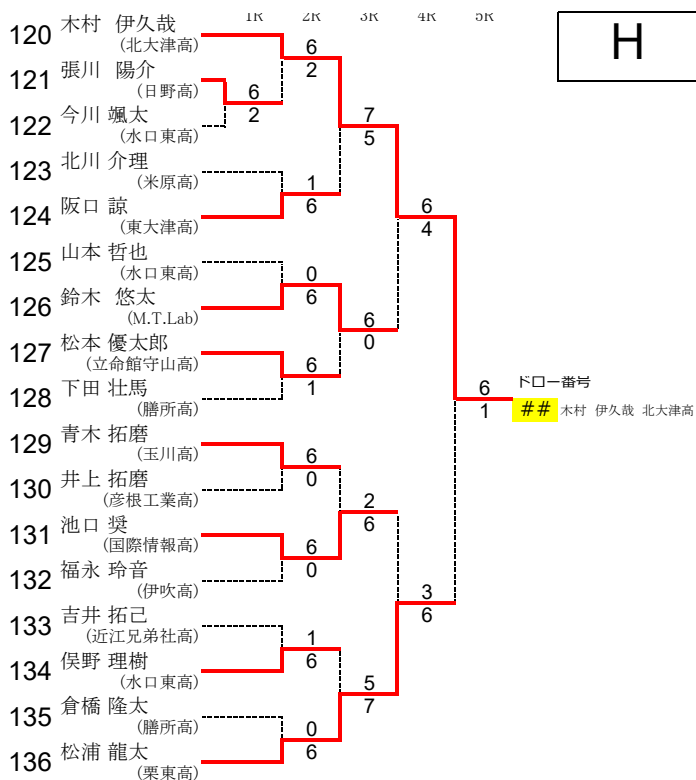 1R 2R 3R 4R 5R
H
120 木村 伊久哉
(北大津高)
6
2
121 張川 陽介
(日野高)
6
2
122 今川 颯太
(水口東高)
7
5
123 北川 介理
(米原高)
1
6
124 阪口 諒
(東大津高)
6
4
125 山本 哲也
(水口東高)
0
6
126 鈴木 悠太
(M.T.Lab)
6
0
127 松本 優太郎
(立命館守山高)
6
1
128 下田 壮馬
(膳所高)
6
1
ドロー番号
## 木村 伊久哉 北大津高
129 青木 拓磨
(玉川高)
6
0
130 井上 拓磨
(彦根工業高)
2
6
131 池口 奨
(国際情報高)
6
0
132 福永 玲音
(伊吹高)
3
6
133 吉井 拓己
(近江兄弟社高)
1
6
134 俣野 理樹
(水口東高)
5
7
135 倉橋 隆太
(膳所高)
0
6
136 松浦 龍太
(栗東高)